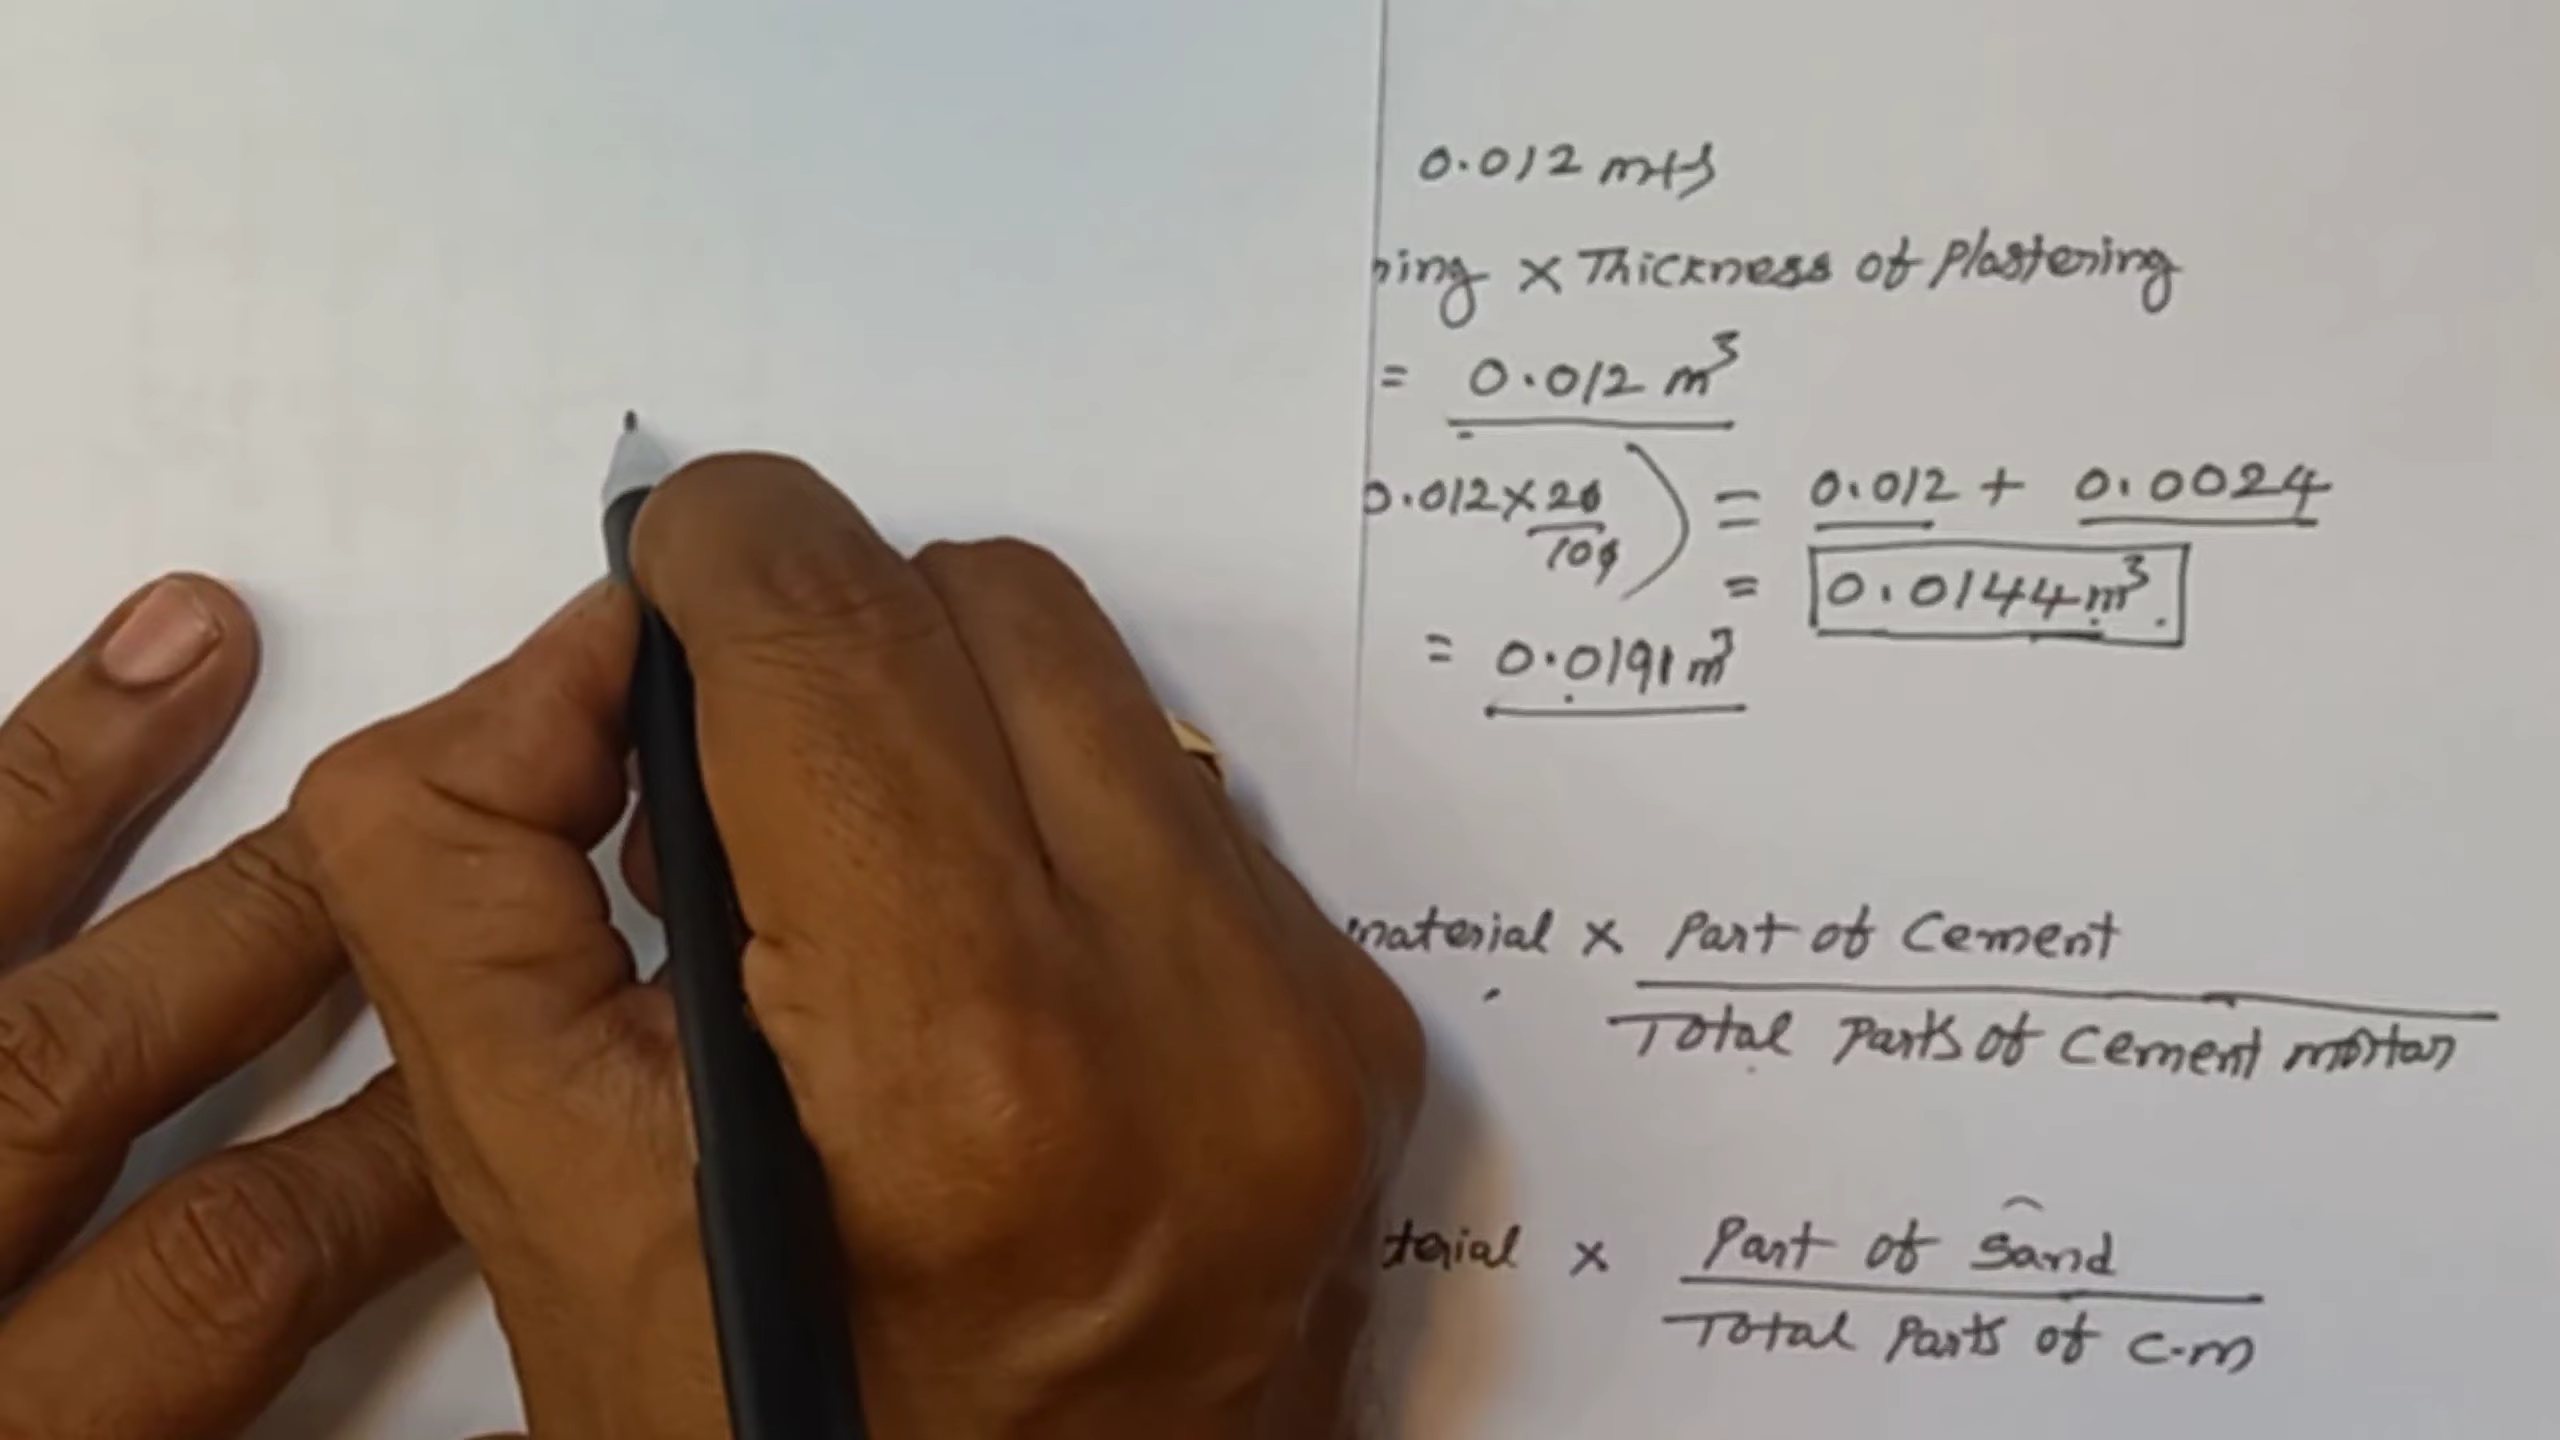 0.012 mts
ning × Thickness of Plastering
= 0.012 m³
0.012 × 20/100 ) = 0.012 + 0.0024
= 0.0144 m³.
= 0.0191 m³
material × Part of Cement
Total Parts of Cement mortar
terial × Part of Sand
Total Parts of C.m